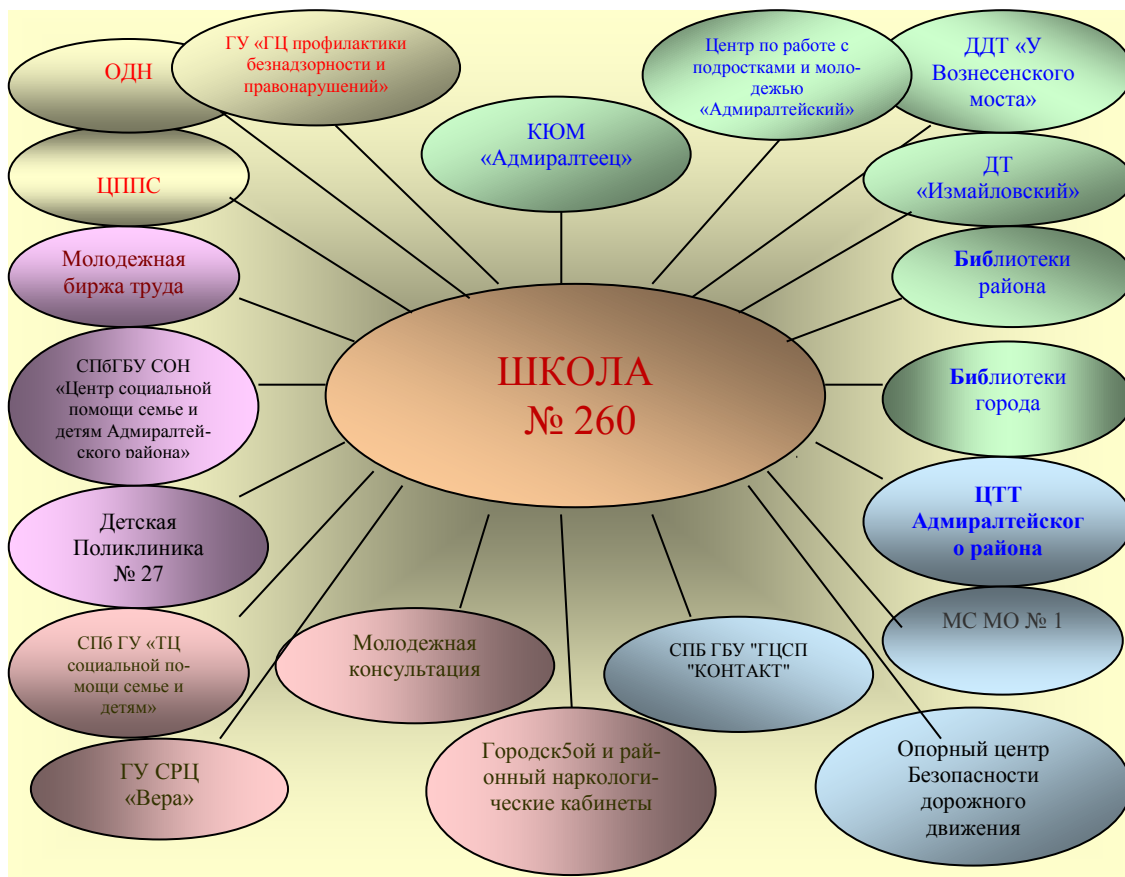 ОДН
ГУ «ГЦ профилактики
безнадзорности и
правонарушений»
Центр по работе с
подростками и моло-
дежью
«Адмиралтейский»
ДДТ «У
Вознесенского
моста»
КЮМ
«Адмиралтеец»
ЦППС
ДТ
«Измайловский»
Молодежная
биржа труда
Библиотеки
района
СПбГБУ СОН
«Центр социальной
помощи семье и
детям Адмиралтей-
ского района»
ШКОЛА
№ 260
Библиотеки
города
Детская
Поликлиника
№ 27
ЦТТ
Адмиралтейског
о района
СПб ГУ «ТЦ
социальной по-
мощи семье и
детям»
Молодежная
консультация
СПБ ГБУ "ГЦСП
"КОНТАКТ"
МС МО № 1
ГУ СРЦ
«Вера»
Городск5ой и рай-
онный наркологи-
ческие кабинеты
Опорный центр
Безопасности
дорожного
движения